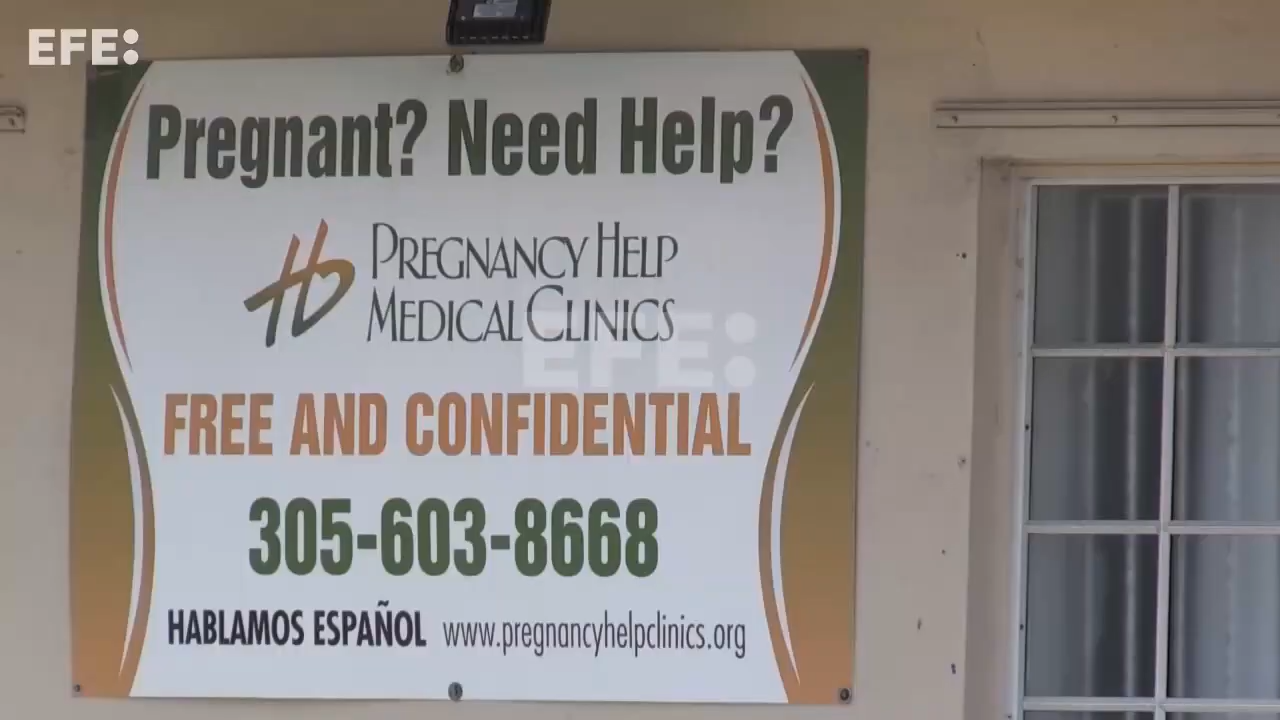 EFE:
Pregnant? Need Help?
PREGNANCY HELP
MEDICAL CLINICS
EFE:
FREE AND CONFIDENTIAL
305-603-8668
HABLAMOS ESPAÑOL www.pregnancyhelpclinics.org